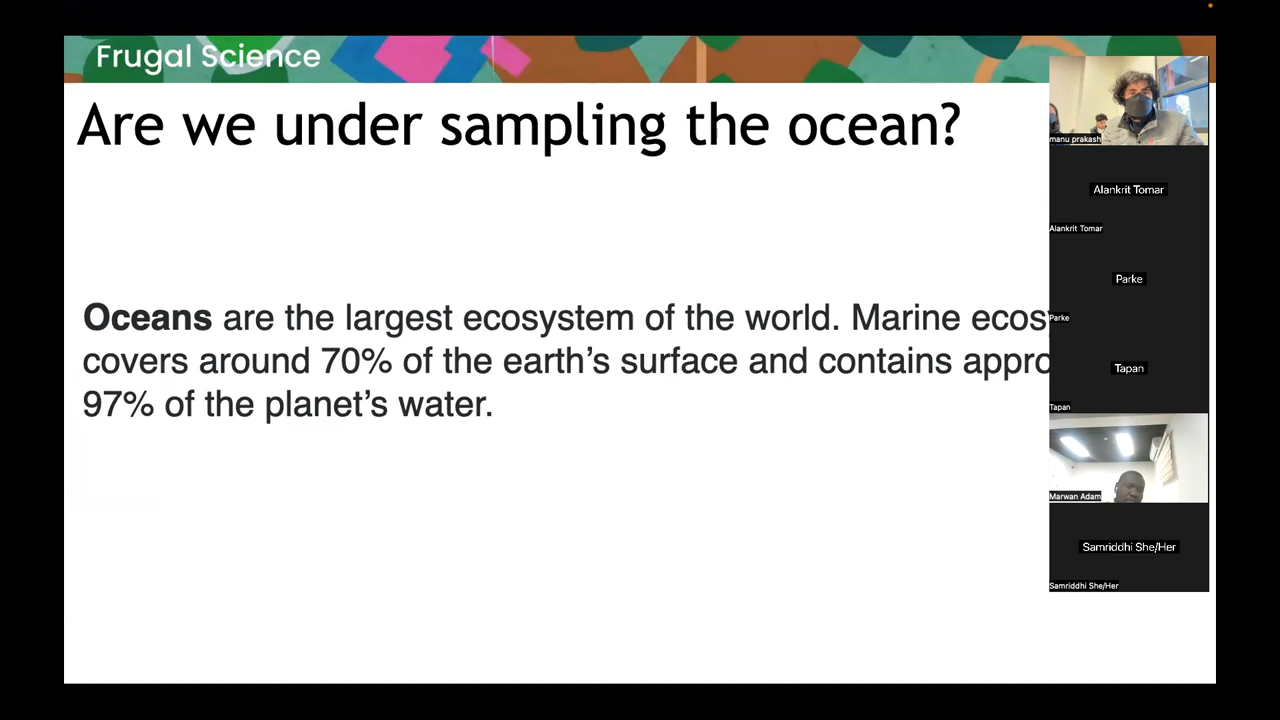 Frugal Science
Are we under sampling the ocean?
Oceans are the largest ecosystem of the world. Marine ecos
covers around 70% of the earth's surface and contains appro
97% of the planet's water.
manu prakash
Alankrit Tomar
Alankrit Tomar
Parke
Parke
Tapan
Tapan
Marwan Adam
Samriddhi She/Her
Samriddhi She/Her